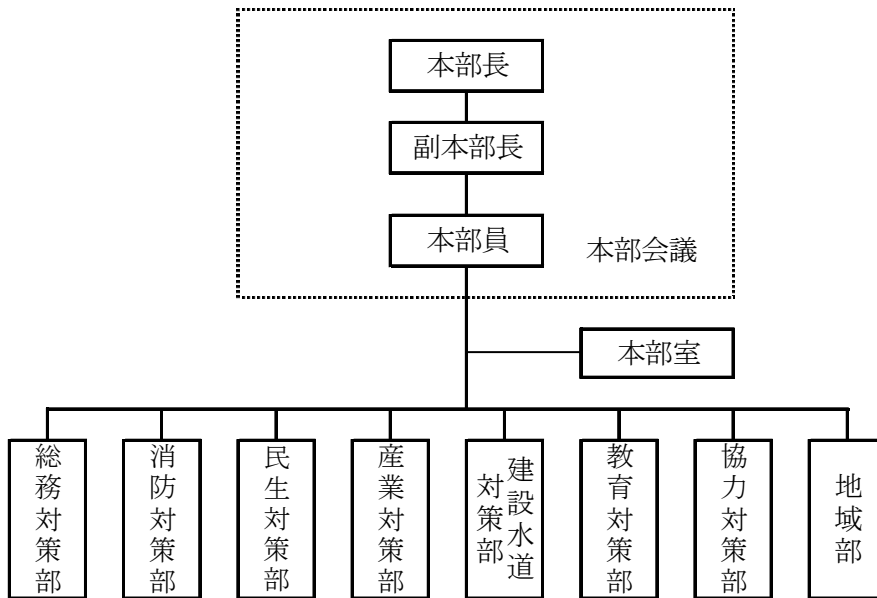 本部長
副本部長
本部員
本部会議
本部室
総務対策部
消防対策部
民生対策部
産業対策部
建設水道
対策部
教育対策部
協力対策部
地域部